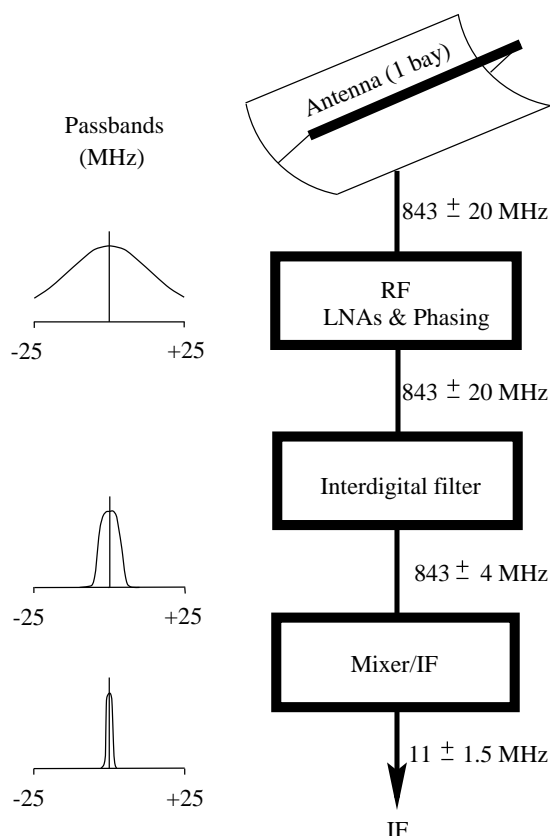 Antenna (1 bay)
Passbands
(MHz)
843 ± 20 MHz
RF
LNAs & Phasing
-25
+25
843 ± 20 MHz
Interdigital filter
843 ± 4 MHz
-25
+25
Mixer/IF
11 ± 1.5 MHz
-25
+25
IF